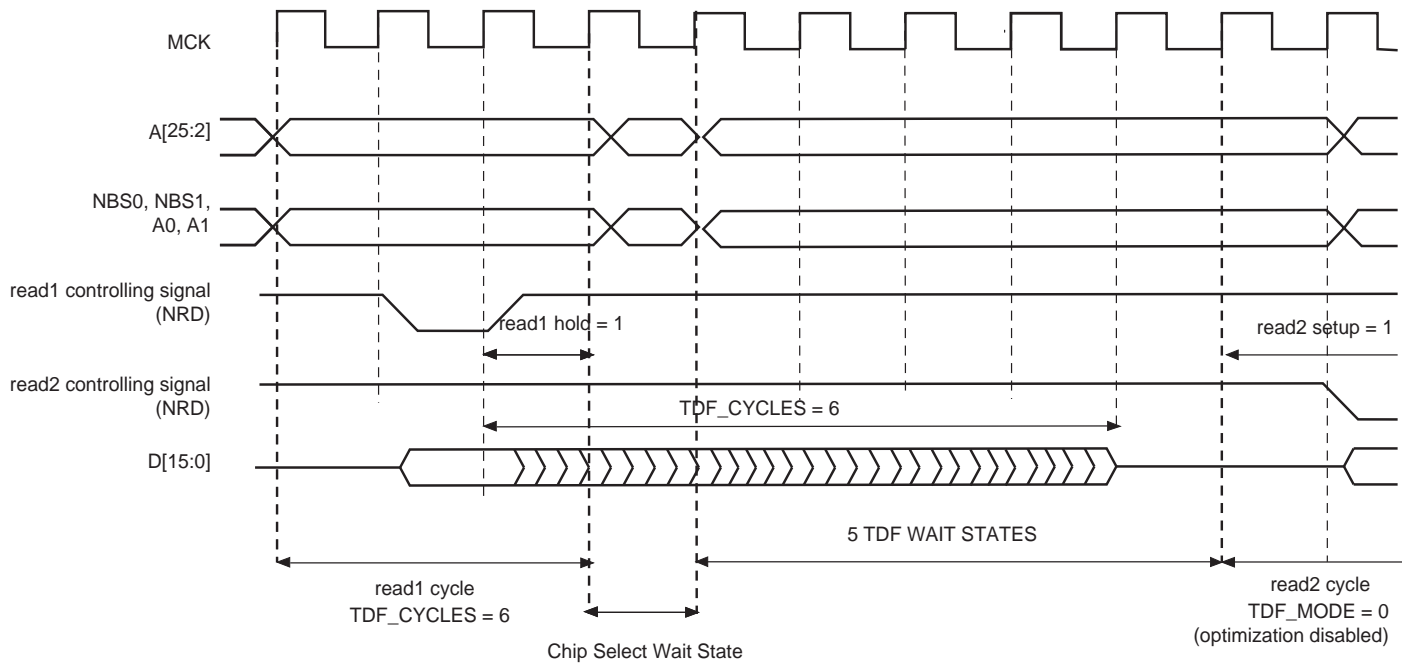 MCK
A[25:2]
NBS0, NBS1,
A0, A1
read1 controlling signal
(NRD)
read1 hold = 1
read2 setup = 1
read2 controlling signal
(NRD)
TDF_CYCLES = 6
D[15:0]
5 TDF WAIT STATES
read1 cycle
TDF_CYCLES = 6
read2 cycle
TDF_MODE = 0
(optimization disabled)
Chip Select Wait State